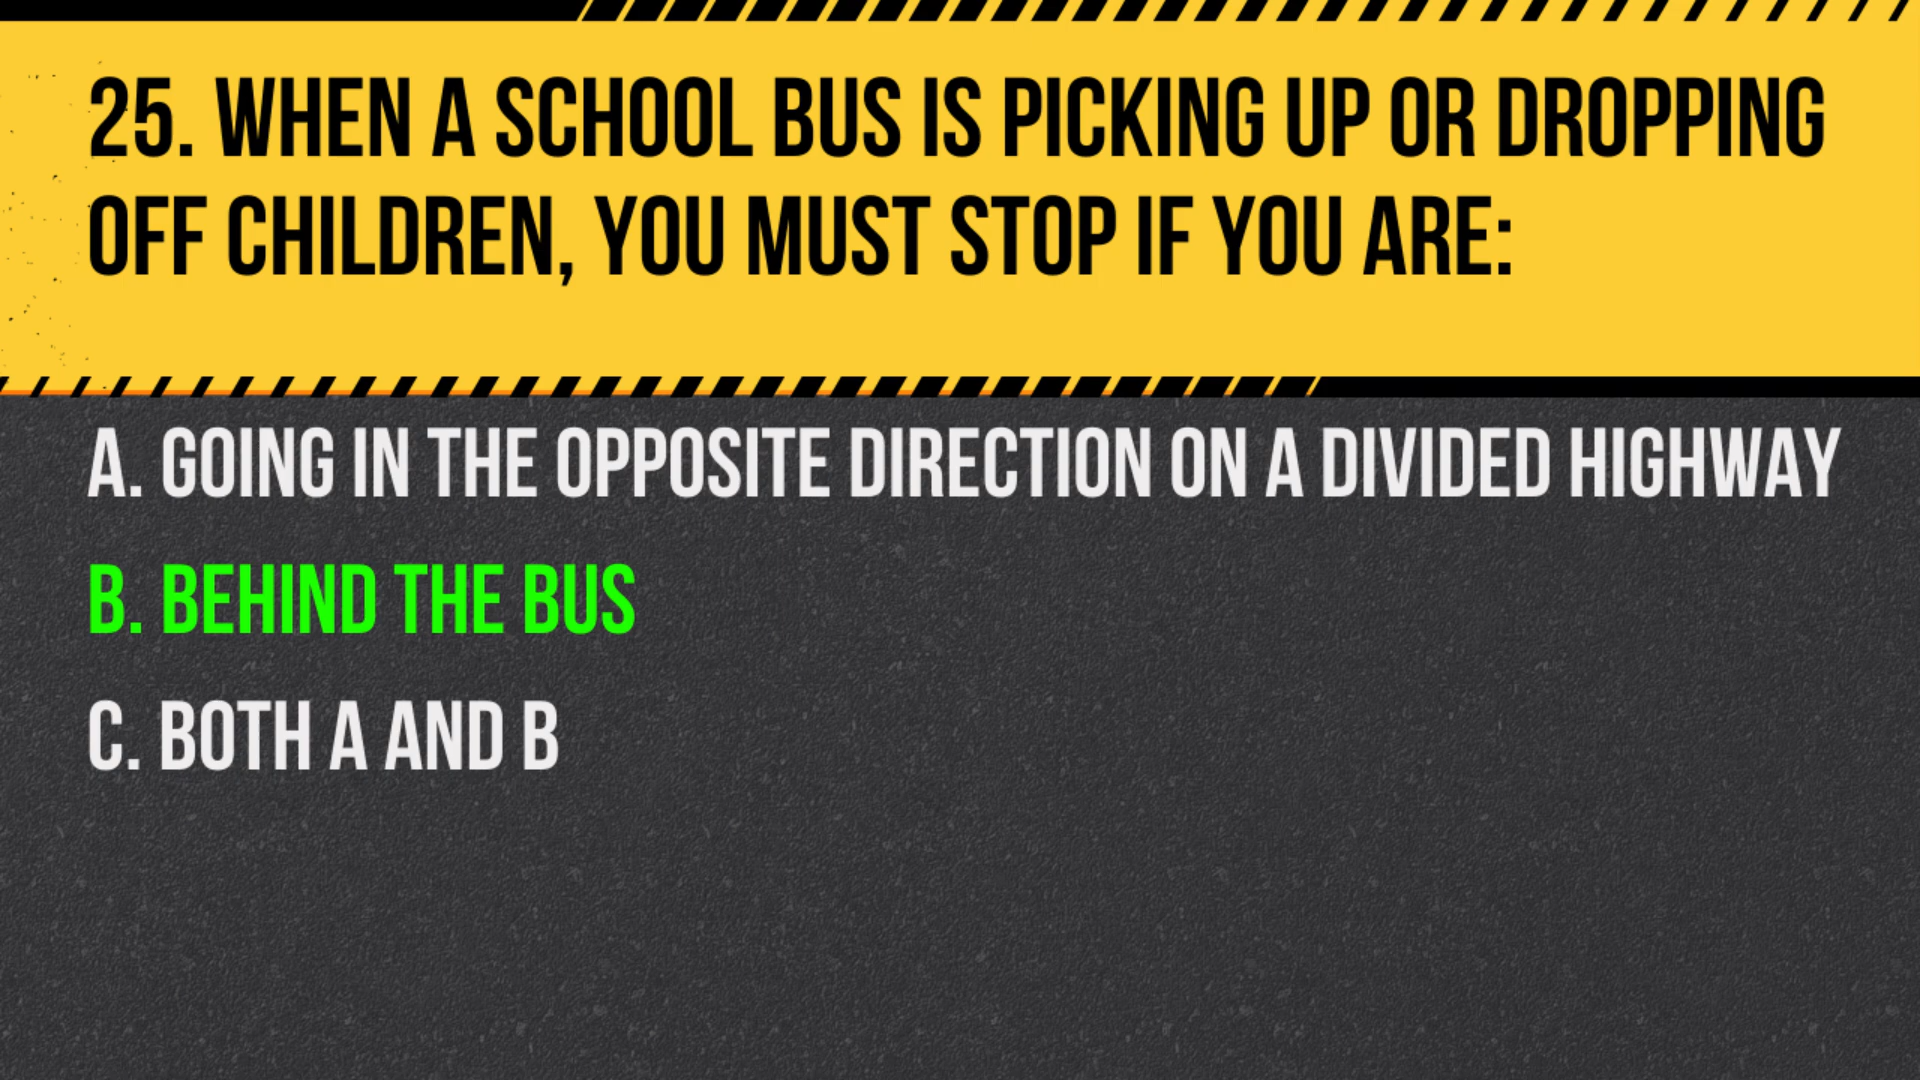 25. WHEN A SCHOOL BUS IS PICKING UP OR DROPPING
OFF CHILDREN, YOU MUST STOP IF YOU ARE:
A. GOING IN THE OPPOSITE DIRECTION ON A DIVIDED HIGHWAY
B. BEHIND THE BUS
C. BOTH A AND B